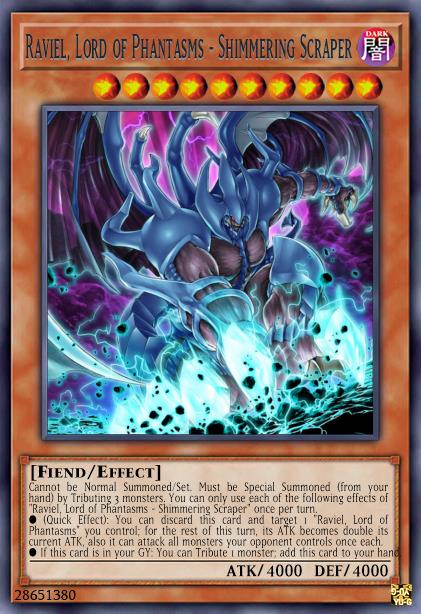 Raviel, Lord of Phantasms - Shimmering Scraper
DARK
闇
[Fiend/Effect]
Cannot be Normal Summoned/Set. Must be Special Summoned (from your
hand) by Tributing 3 monsters. You can only use each of the following effects of
"Raviel, Lord of Phantasms - Shimmering Scraper" once per turn.
● (Quick Effect): You can discard this card and target 1 "Raviel, Lord of
Phantasms" you control; for the rest of this turn, its ATK becomes double its
current ATK, also it can attack all monsters your opponent controls once each.
● If this card is in your GY: You can Tribute 1 monster; add this card to your hand
ATK/4000 DEF/4000
28651380